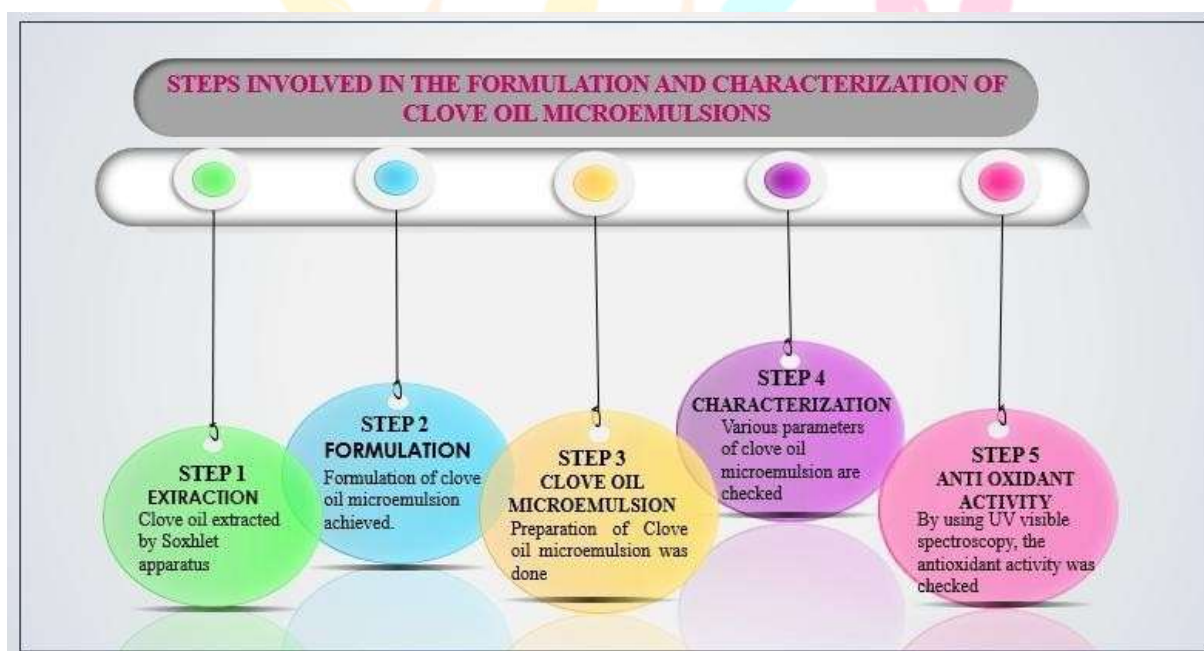 STEPS INVOLVED IN THE FORMULATION AND CHARACTERIZATION OF
CLOVE OIL MICROEMULSIONS
STEP 1
EXTRACTION
Clove oil extracted
by Soxhlet
apparatus
STEP 2
FORMULATION
Formulation of clove
oil microemulsion
achieved.
STEP 3
CLOVE OIL
MICROEMULSION
Preparation of Clove
oil microemulsion was
done
STEP 4
CHARACTERIZATION
Various parameters
of clove oil
microemulsion are
checked
STEP 5
ANTI OXIDANT
ACTIVITY
By using UV visible
spectroscopy, the
antioxidant activity was
checked